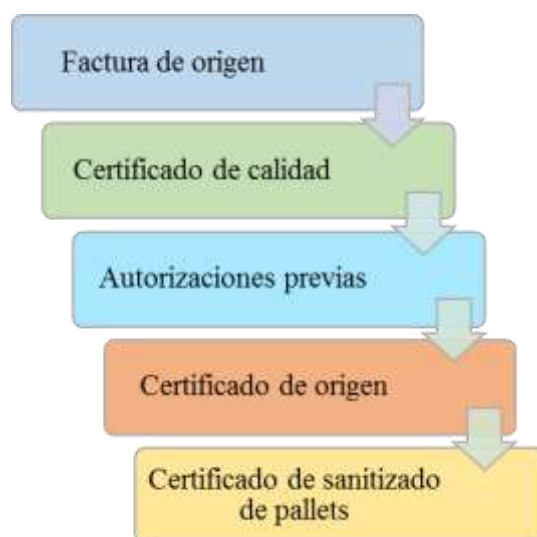 Factura de origen
Certificado de calidad
Autorizaciones previas
Certificado de origen
Certificado de sanitizado
de pallets